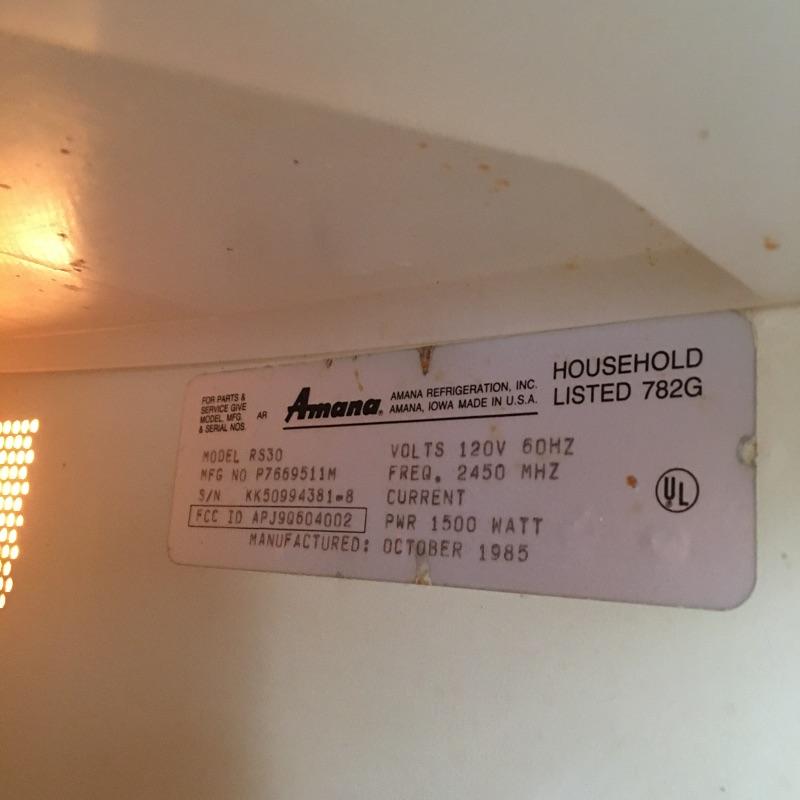 FOR PARTS &
SERVICE GIVE
MODEL, MFG.
& SERIAL NOS.
AR
Amana®
AMANA REFRIGERATION, INC.
AMANA, IOWA MADE IN U.S.A.
HOUSEHOLD
LISTED 782G
MODEL RS30
VOLTS 120V 60HZ
MFG NO P7669511M
FREQ. 2450 MHZ
S/N KK50994381-8
CURRENT
FCC ID APJ9Q604002
PWR 1500 WATT
MANUFACTURED: OCTOBER 1985
UL